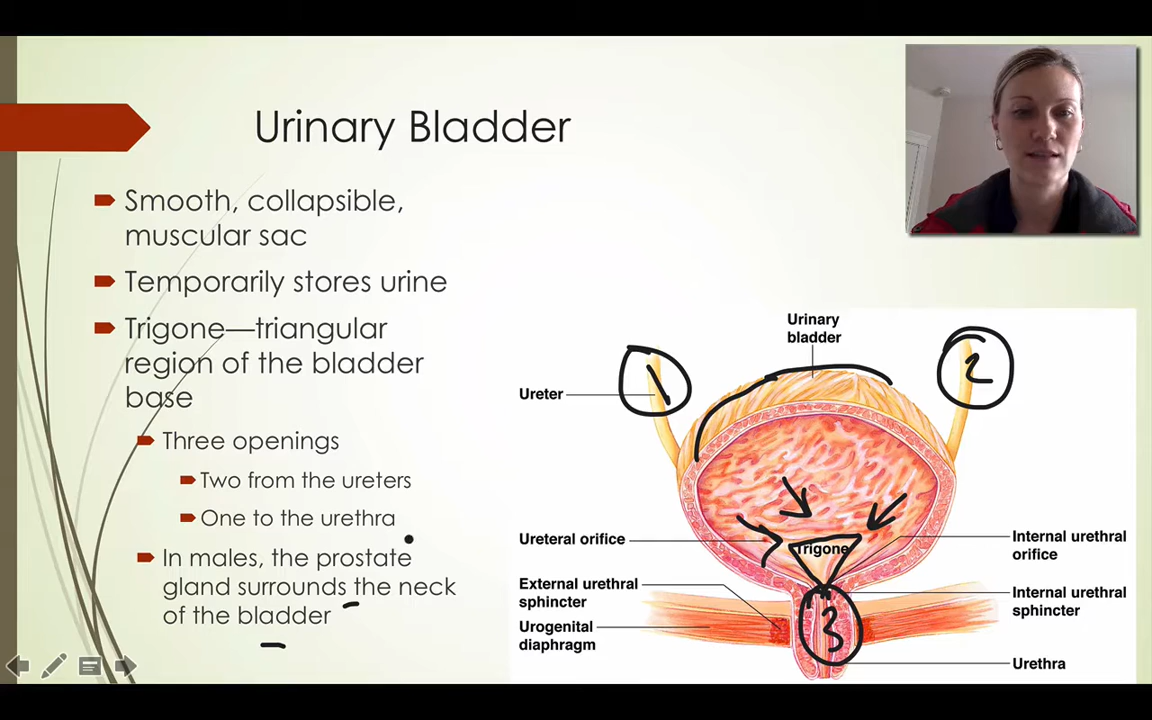 Urinary Bladder
Smooth, collapsible,
muscular sac
Temporarily stores urine
Trigone—triangular
region of the bladder
base
Three openings
Two from the ureters
One to the urethra
In males, the prostate
gland surrounds the neck
of the bladder
Urinary
bladder
1
2
Ureter
Ureteral orifice
Trigone
Internal urethral
orifice
External urethral
sphincter
Internal urethral
sphincter
Urogenital
diaphragm
3
Urethra